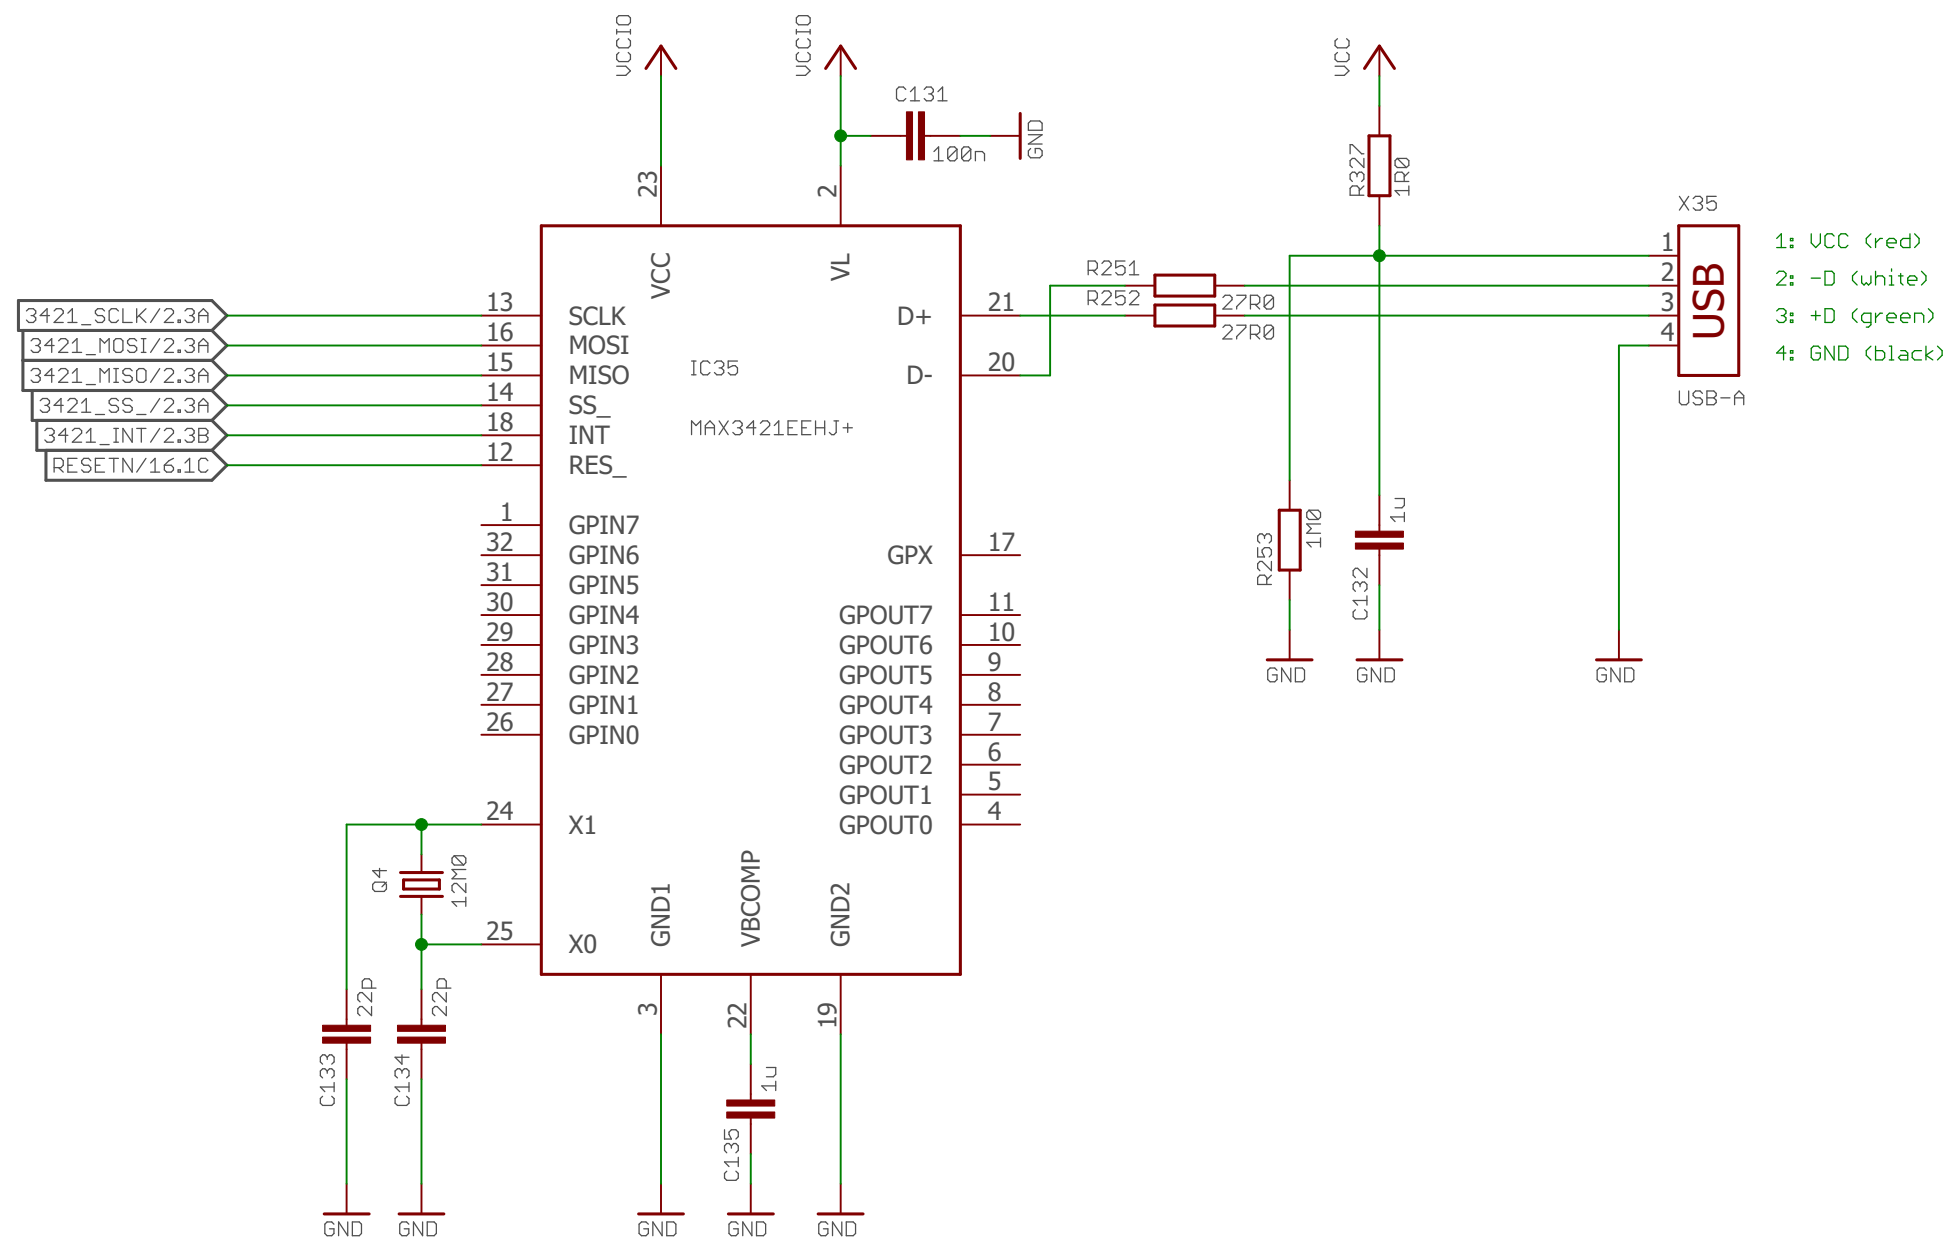 VCCIO
VCCIO
VCC
C131
100n
GND
R327
1R0
23
2
X35
VCC
VL
1
2
3
4
USB
USB-A
1: VCC (red)
2: -D (white)
3: +D (green)
4: GND (black)
R251
27R0
R252
27R0
3421_SCLK/2.3A
13
SCLK
3421_MOSI/2.3A
16
MOSI
3421_MISO/2.3A
15
MISO
3421_SS_/2.3A
14
SS_
3421_INT/2.3B
18
INT
RESETN/16.1C
12
RES_
IC35
MAX3421EEHJ+
D+
21
D-
20
1
GPIN7
32
GPIN6
31
GPIN5
30
GPIN4
29
GPIN3
28
GPIN2
27
GPIN1
26
GPIN0
GPX
17
GPOUT7
11
GPOUT6
10
GPOUT5
9
GPOUT4
8
GPOUT3
7
GPOUT2
6
GPOUT1
5
GPOUT0
4
R253
1M0
C132
1u
GND
GND
GND
24
X1
Q4
12M0
25
X0
GND1
VBCOMP
GND2
3
22
19
C133
22p
C134
22p
C135
1u
GND
GND
GND
GND
GND